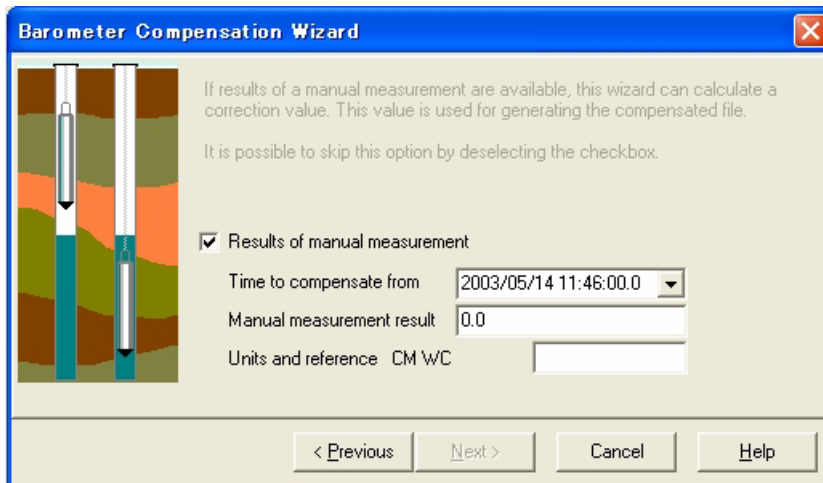 Barometer Compensation Wizard
If results of a manual measurement are available, this wizard can calculate a
correction value. This value is used for generating the compensated file.
It is possible to skip this option by deselecting the checkbox.
Results of manual measurement
Time to compensate from 2003/05/14 11:46:00.0
Manual measurement result 0.0
Units and reference CM WC
< Previous Next > Cancel Help